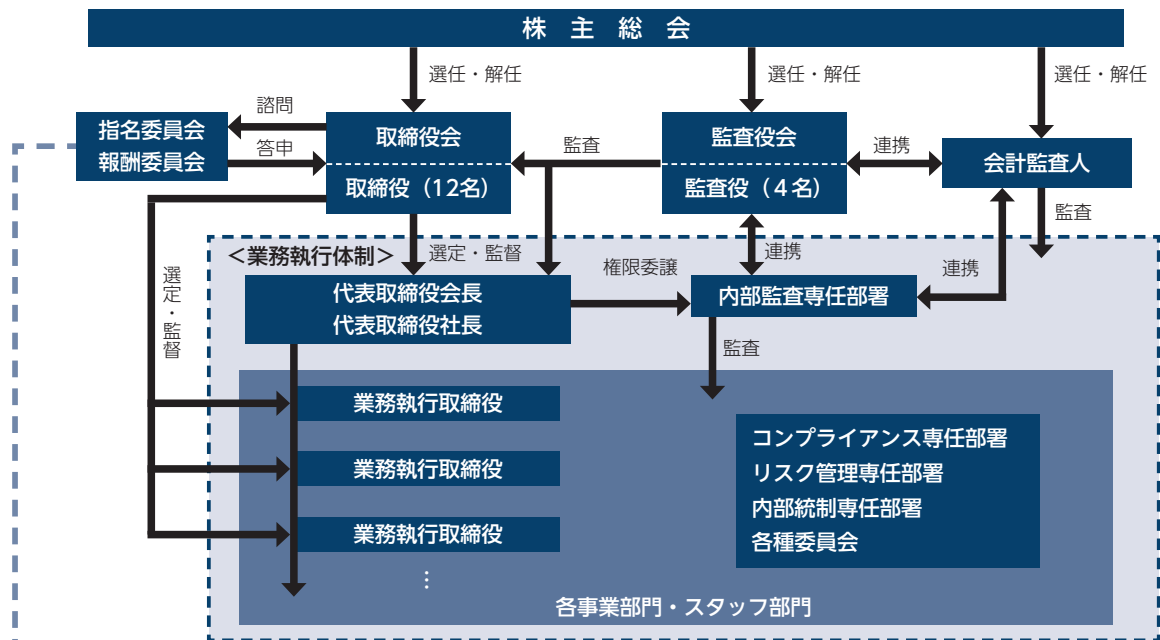 株主総会
選任・解任
選任・解任
選任・解任
諮問
指名委員会
報酬委員会
答申
取締役会
取締役（12名）
監査
監査役会
監査役（4名）
連携
会計監査人
監査
＜業務執行体制＞
選定・監督
権限委譲
連携
連携
選定・監督
代表取締役会長
代表取締役社長
内部監査専任部署
監査
業務執行取締役
業務執行取締役
業務執行取締役
…
コンプライアンス専任部署
リスク管理専任部署
内部統制専任部署
各種委員会
各事業部門・スタッフ部門